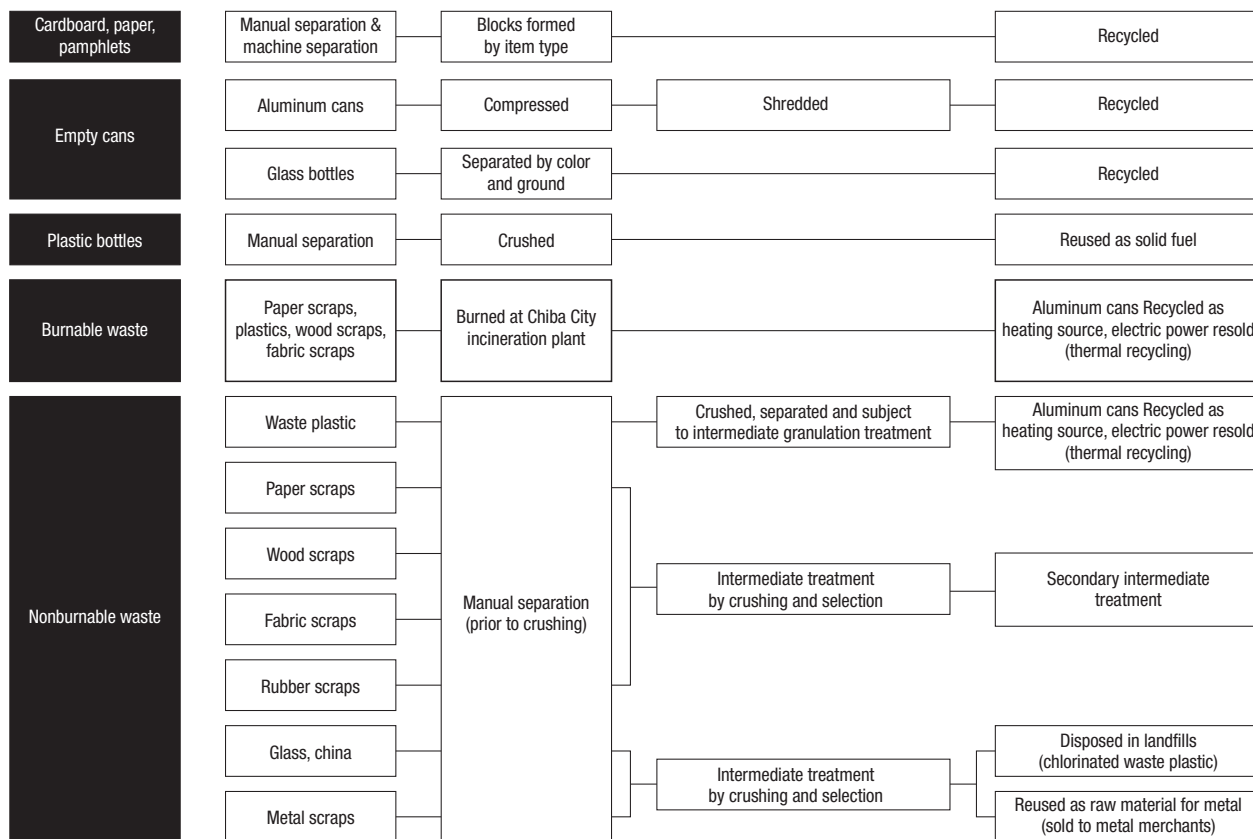 Cardboard, paper,
pamphlets
Manual separation &
machine separation
Blocks formed
by item type
Recycled
Empty cans
Aluminum cans
Compressed
Shredded
Recycled
Glass bottles
Separated by color
and ground
Recycled
Plastic bottles
Manual separation
Crushed
Reused as solid fuel
Burnable waste
Paper scraps,
plastics, wood scraps,
fabric scraps
Burned at Chiba City
incineration plant
Aluminum cans Recycled as
heating source, electric power resold
(thermal recycling)
Nonburnable waste
Waste plastic
Paper scraps
Wood scraps
Fabric scraps
Rubber scraps
Glass, china
Metal scraps
Manual separation
(prior to crushing)
Crushed, separated and subject
to intermediate granulation treatment
Aluminum cans Recycled as
heating source, electric power resold
(thermal recycling)
Intermediate treatment
by crushing and selection
Secondary intermediate
treatment
Intermediate treatment
by crushing and selection
Disposed in landfills
(chlorinated waste plastic)
Reused as raw material for metal
(sold to metal merchants)